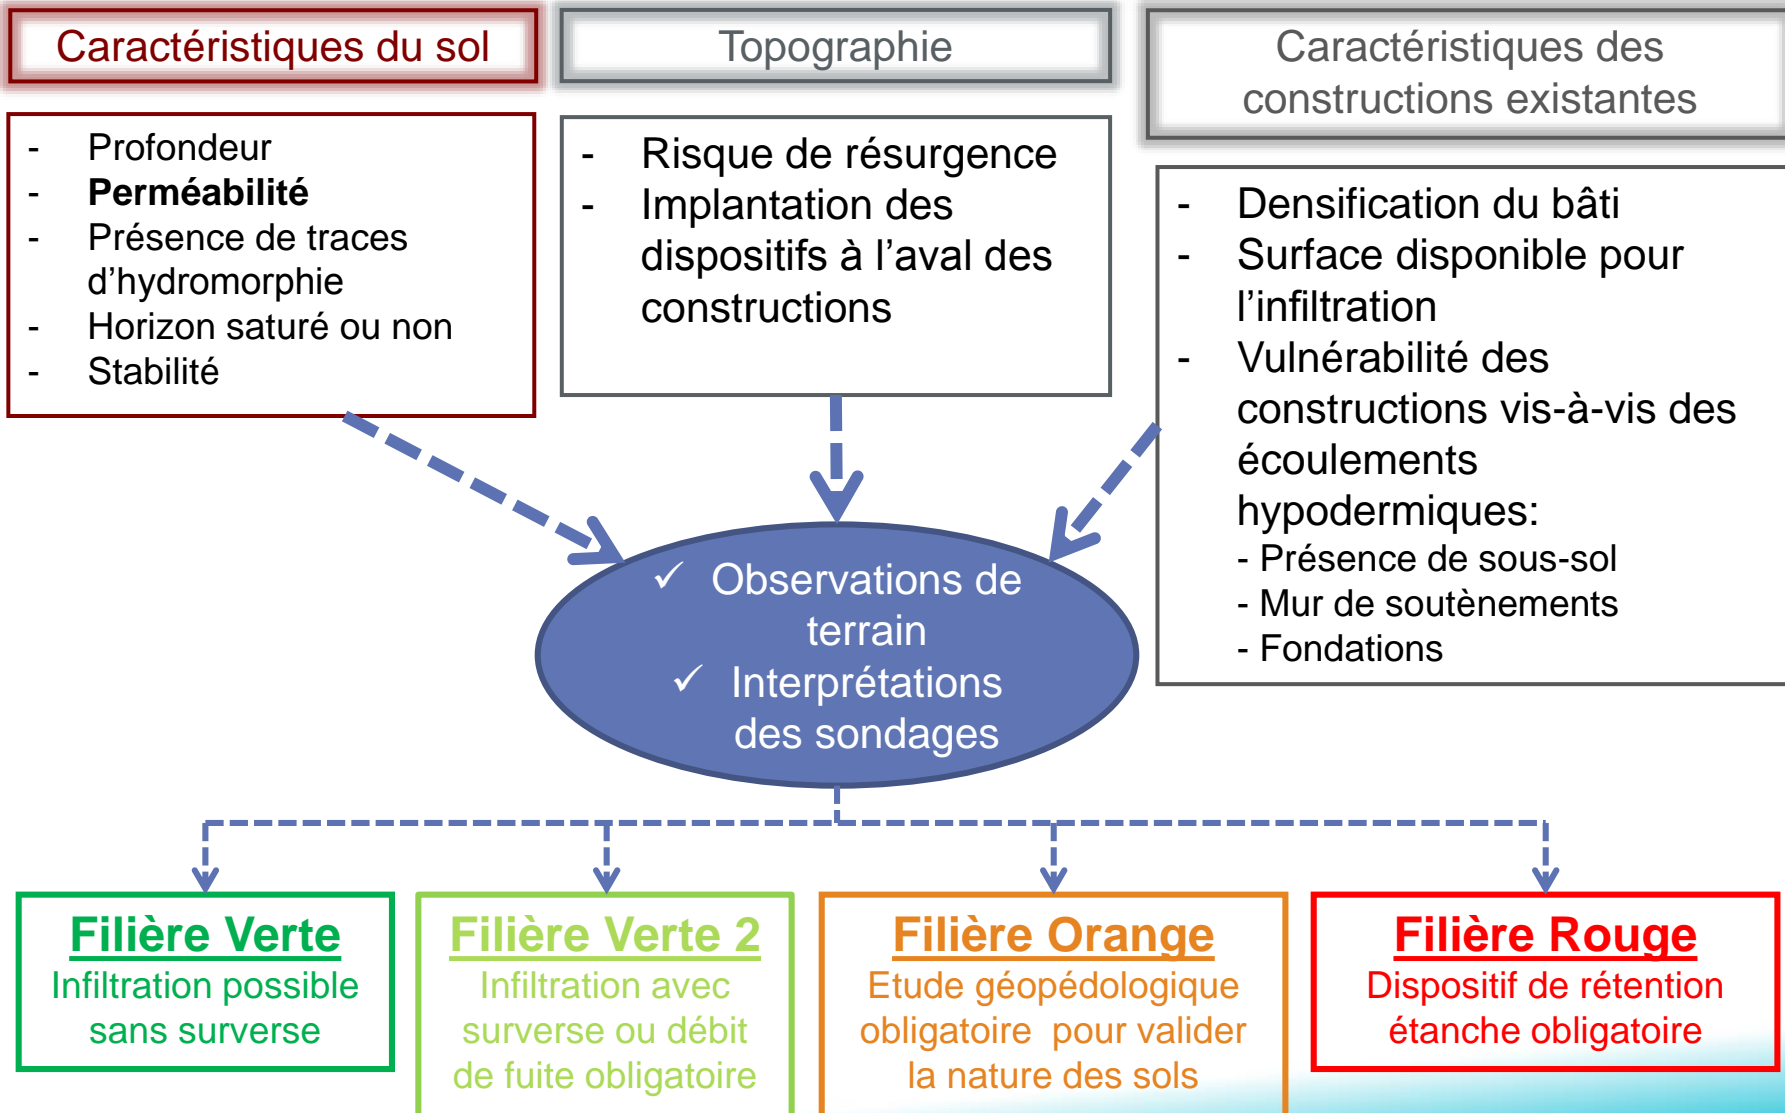 Caractéristiques du sol
- Profondeur
- Perméabilité
- Présence de traces
d'hydromorphie
- Horizon saturé ou non
- Stabilité
Topographie
- Risque de résurgence
- Implantation des
dispositifs à l'aval des
constructions
Caractéristiques des
constructions existantes
- Densification du bâti
- Surface disponible pour
l'infiltration
- Vulnérabilité des
constructions vis-à-vis des
écoulements
hypodermiques:
- Présence de sous-sol
- Mur de soutènements
- Fondations
✓ Observations de
terrain
✓ Interprétations
des sondages
Filière Verte
Infiltration possible
sans surverse
Filière Verte 2
Infiltration avec
surverse ou débit
de fuite obligatoire
Filière Orange
Etude géopédologique
obligatoire pour valider
la nature des sols
Filière Rouge
Dispositif de rétention
étanche obligatoire